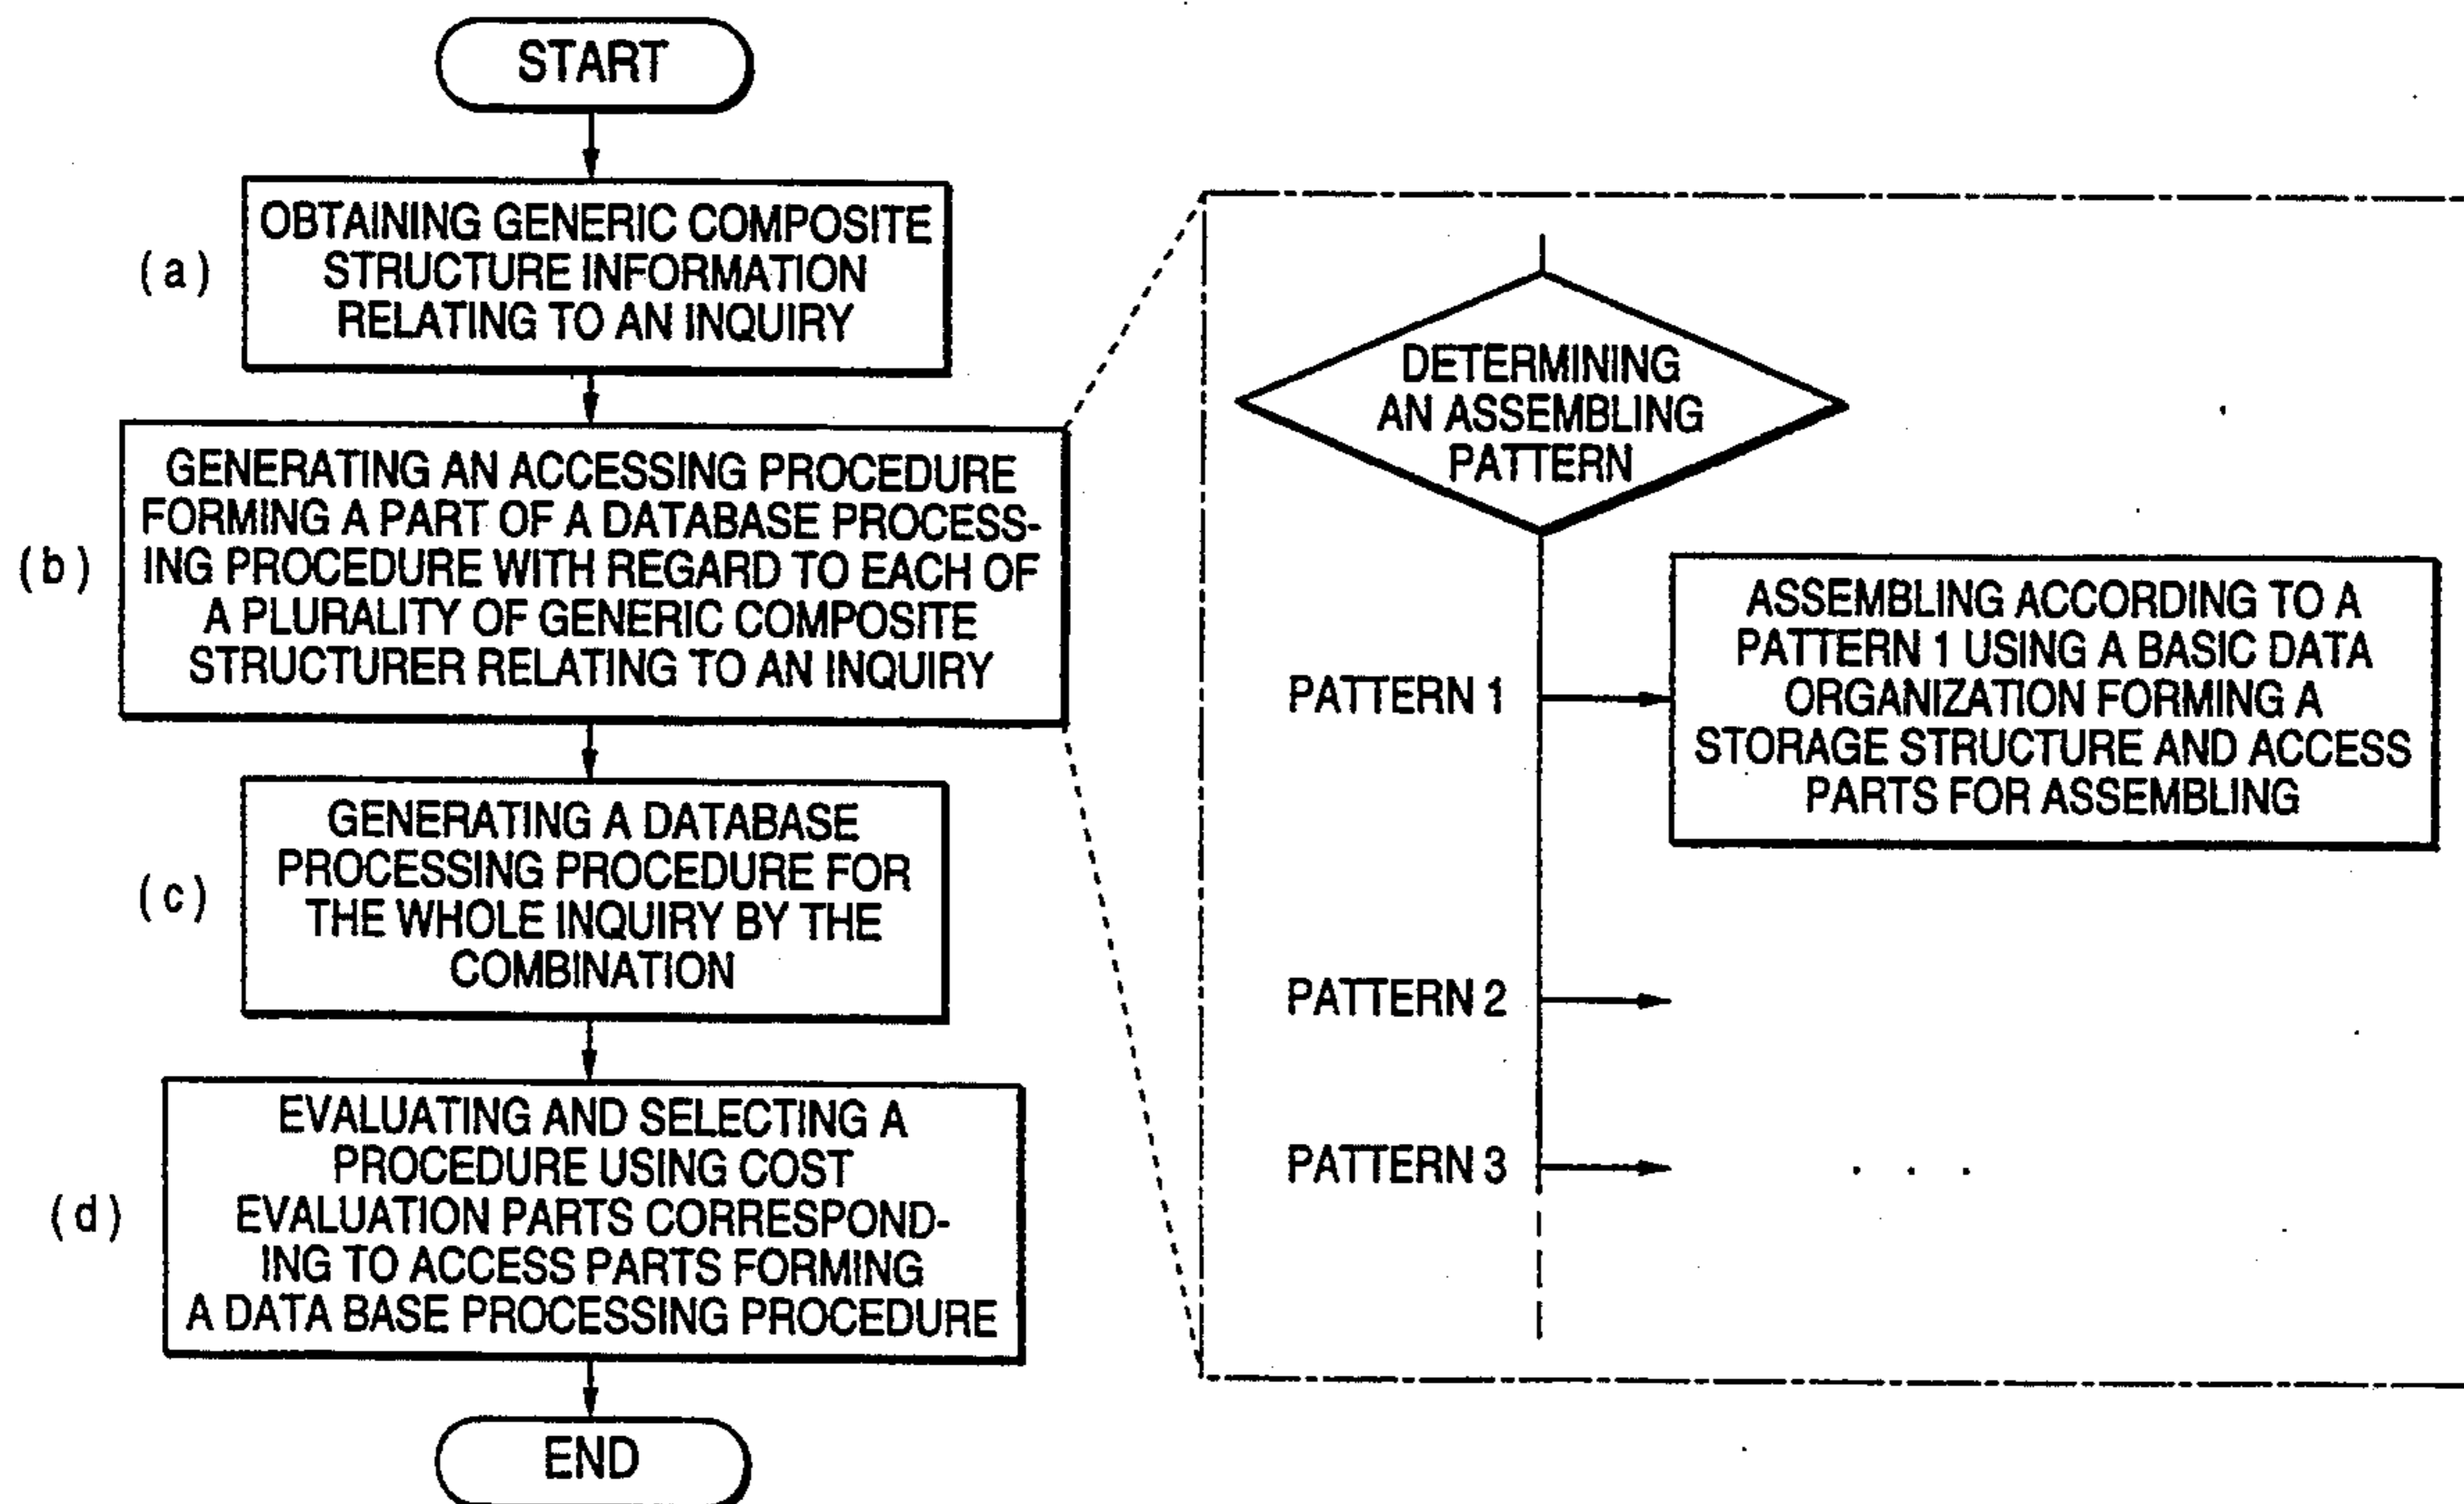 START
(a)
OBTAINING GENERIC COMPOSITE
STRUCTURE INFORMATION
RELATING TO AN INQUIRY
(b)
GENERATING AN ACCESSING PROCEDURE
FORMING A PART OF A DATABASE PROCESS-
ING PROCEDURE WITH REGARD TO EACH OF
A PLURALITY OF GENERIC COMPOSITE
STRUCTURER RELATING TO AN INQUIRY
(c)
GENERATING A DATABASE
PROCESSING PROCEDURE FOR
THE WHOLE INQUIRY BY THE
COMBINATION
(d)
EVALUATING AND SELECTING A
PROCEDURE USING COST
EVALUATION PARTS CORRESPOND-
ING TO ACCESS PARTS FORMING
A DATA BASE PROCESSING PROCEDURE
END
DETERMINING
AN ASSEMBLING
PATTERN
PATTERN 1
ASSEMBLING ACCORDING TO A
PATTERN 1 USING A BASIC DATA
ORGANIZATION FORMING A
STORAGE STRUCTURE AND ACCESS
PARTS FOR ASSEMBLING
PATTERN 2
PATTERN 3
. . .